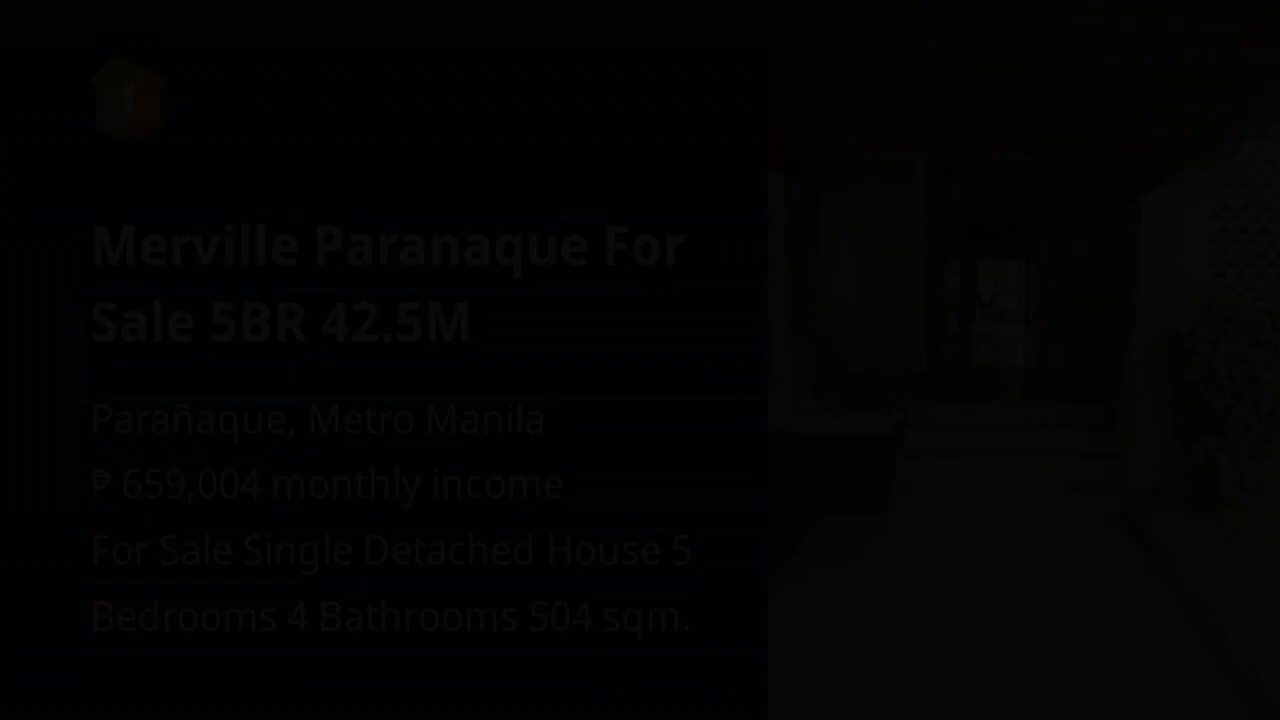 Merville Paranaque For
Sale 5BR 42.5M
Parañaque, Metro Manila
₱ 659,004 monthly income
For Sale Single Detached House 5
Bedrooms 4 Bathrooms 504 sqm.